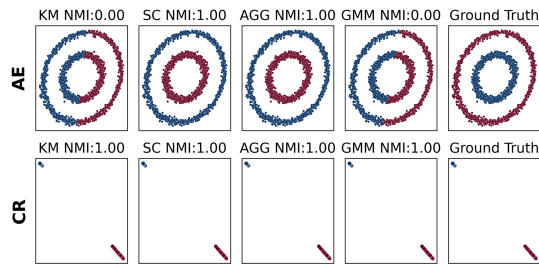 KM NMI:0.00 SC NMI:1.00 AGG NMI:1.00 GMM NMI:0.00 Ground Truth
AE
KM NMI:1.00 SC NMI:1.00 AGG NMI:1.00 GMM NMI:1.00 Ground Truth
CR